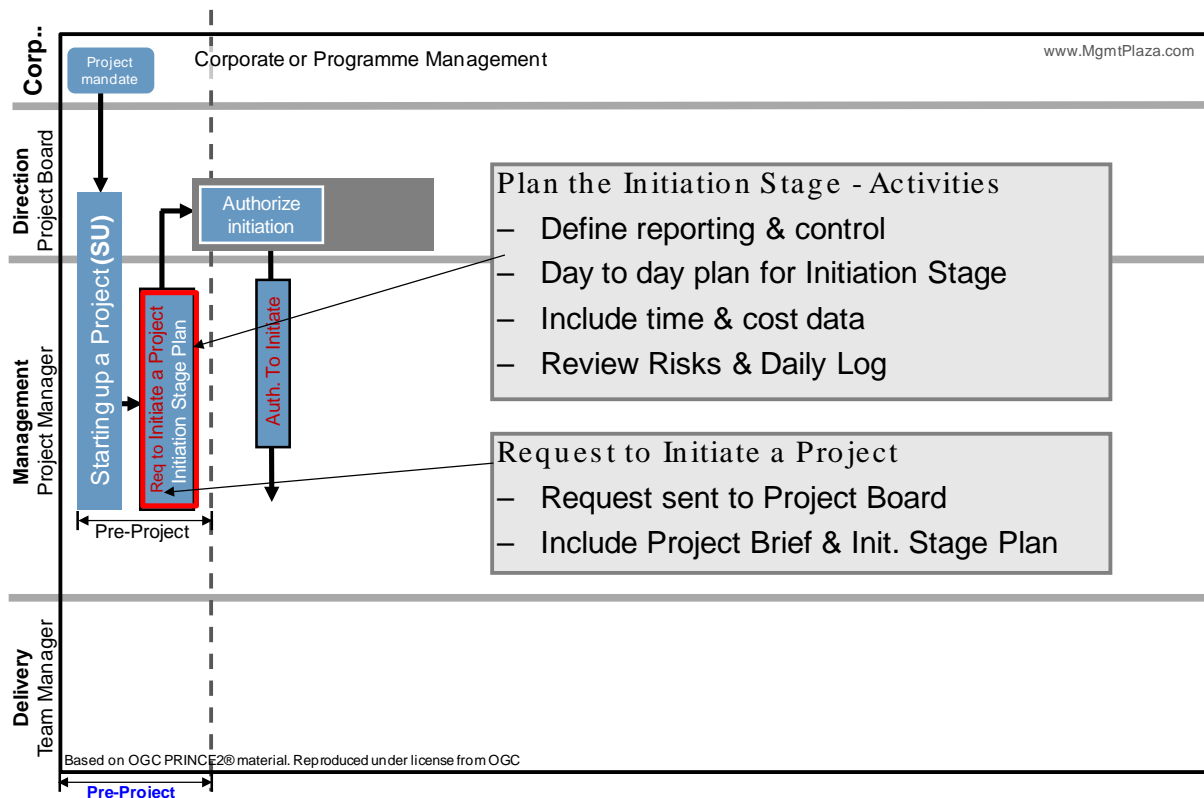 Corp..
Project
mandate
Corporate or Programme Management
www.MgmtPlaza.com
Direction
Project Board
Authorize
initiation
Plan the Initiation Stage - Activities
– Define reporting & control
– Day to day plan for Initiation Stage
– Include time & cost data
– Review Risks & Daily Log
Management
Project Manager
Starting up a Project (SU)
Req to Initiate a Project
Initiation Stage Plan
Auth. To Initiate
Request to Initiate a Project
– Request sent to Project Board
– Include Project Brief & Init. Stage Plan
Pre-Project
Delivery
Team Manager
Based on OGC PRINCE2® material. Reproduced under license from OGC
Pre-Project